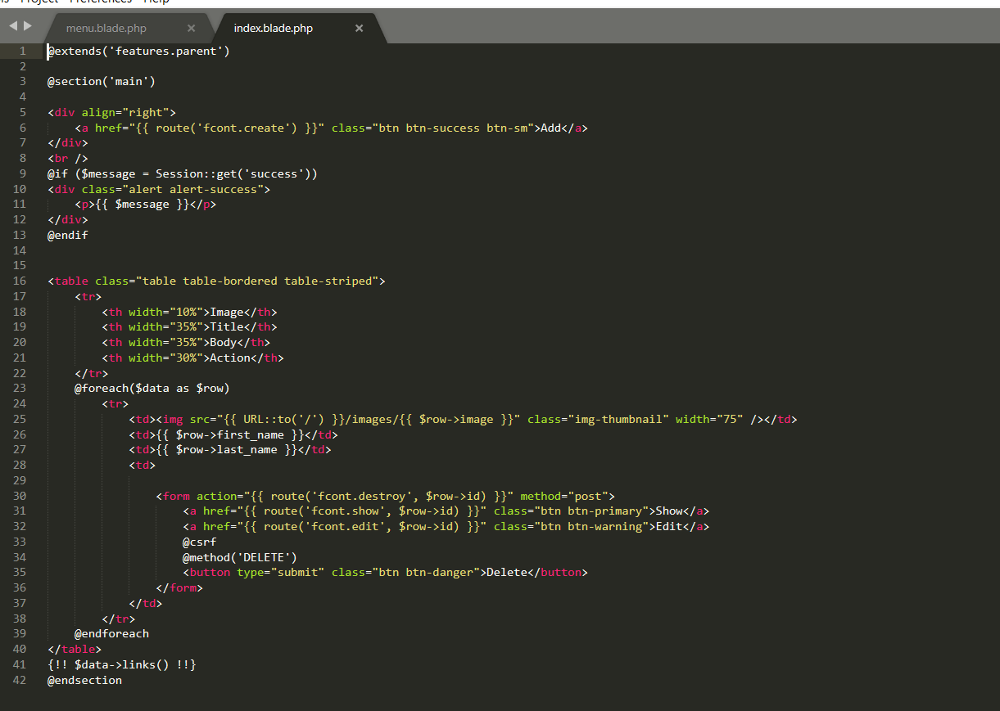 Project Preferences Help
menu.blade.php × index.blade.php ×
1 @extends('features.parent')
2
3 @section('main')
4
5 <div align="right">
6     <a href="{{ route('fcont.create') }}" class="btn btn-success btn-sm">Add</a>
7 </div>
8 <br />
9 @if ($message = Session::get('success'))
10 <div class="alert alert-success">
11     <p>{{ $message }}</p>
12 </div>
13 @endif
14
15
16 <table class="table table-bordered table-striped">
17     <tr>
18         <th width="10%">Image</th>
19         <th width="35%">Title</th>
20         <th width="35%">Body</th>
21         <th width="30%">Action</th>
22     </tr>
23     @foreach($data as $row)
24         <tr>
25             <td><img src="{{ URL::to('/') }}/images/{{ $row->image }}" class="img-thumbnail" width="75" /></td>
26             <td>{{ $row->first_name }}</td>
27             <td>{{ $row->last_name }}</td>
28             <td>
29
30                 <form action="{{ route('fcont.destroy', $row->id) }}" method="post">
31                     <a href="{{ route('fcont.show', $row->id) }}" class="btn btn-primary">Show</a>
32                     <a href="{{ route('fcont.edit', $row->id) }}" class="btn btn-warning">Edit</a>
33                     @csrf
34                     @method('DELETE')
35                     <button type="submit" class="btn btn-danger">Delete</button>
36                 </form>
37             </td>
38         </tr>
39     @endforeach
40 </table>
41 {!! $data->links() !!}
42 @endsection